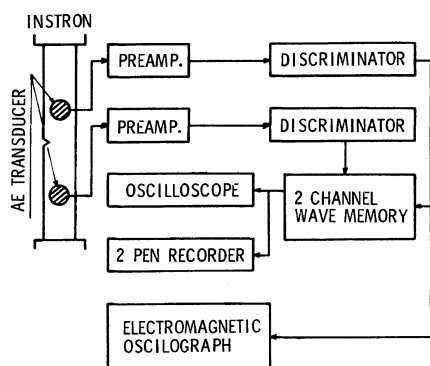 INSTRON
AE TRANSDUCER
PREAMP.
DISCRIMINATOR
PREAMP.
DISCRIMINATOR
OSCILLOSCOPE
2 CHANNEL
WAVE MEMORY
2 PEN RECORDER
ELECTROMAGNETIC
OSCILOGRAPH